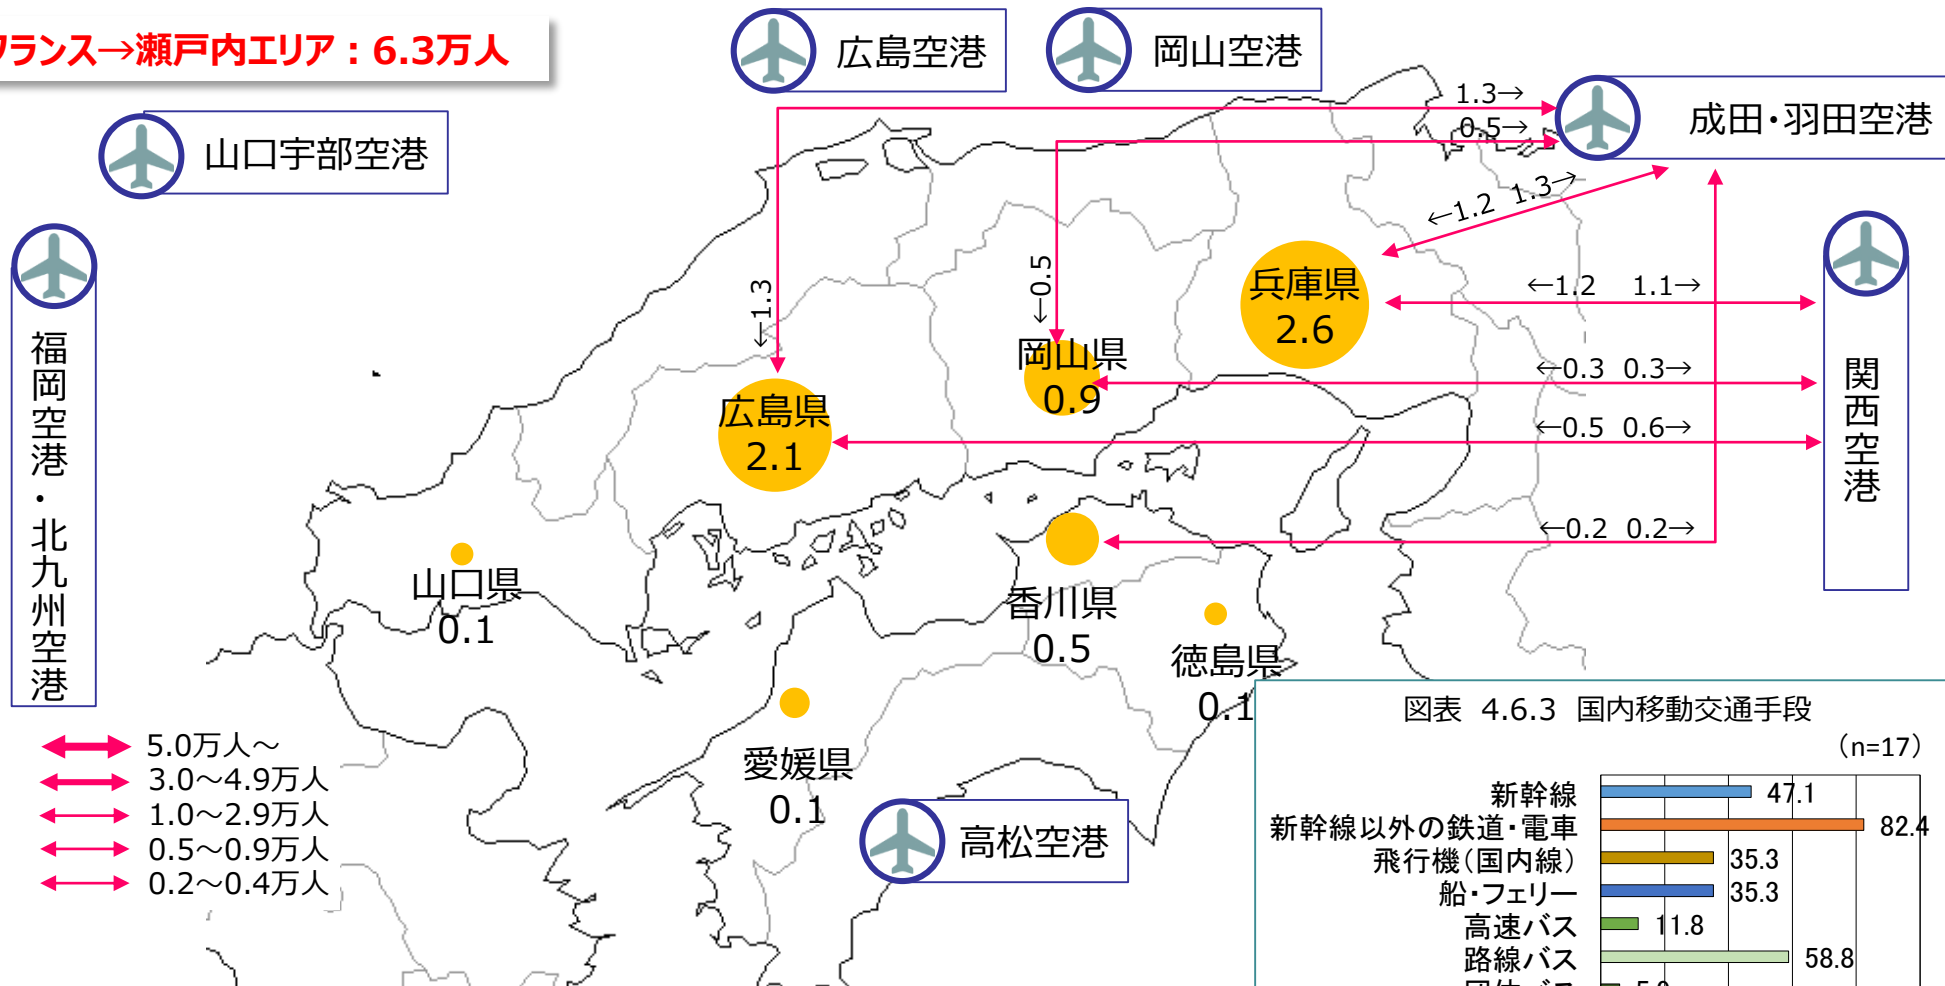 フランス→瀬戸内エリア：6.3万人
広島空港
岡山空港
山口宇部空港
成田・羽田空港
1.3→
0.5→
←1.2 1.3→
福岡空港・北九州空港
関西空港
←1.3
←0.5
兵庫県
2.6
←1.2 1.1→
岡山県
0.9
←0.3 0.3→
広島県
2.1
←0.5 0.6→
←0.2 0.2→
山口県
0.1
香川県
0.5
徳島県
0.1
愛媛県
0.1
高松空港
5.0万人～
3.0～4.9万人
1.0～2.9万人
0.5～0.9万人
0.2～0.4万人
図表 4.6.3 国内移動交通手段
（n=17）
新幹線 47.1
新幹線以外の鉄道・電車 82.4
飛行機（国内線） 35.3
船・フェリー 35.3
高速バス 11.8
路線バス 58.8